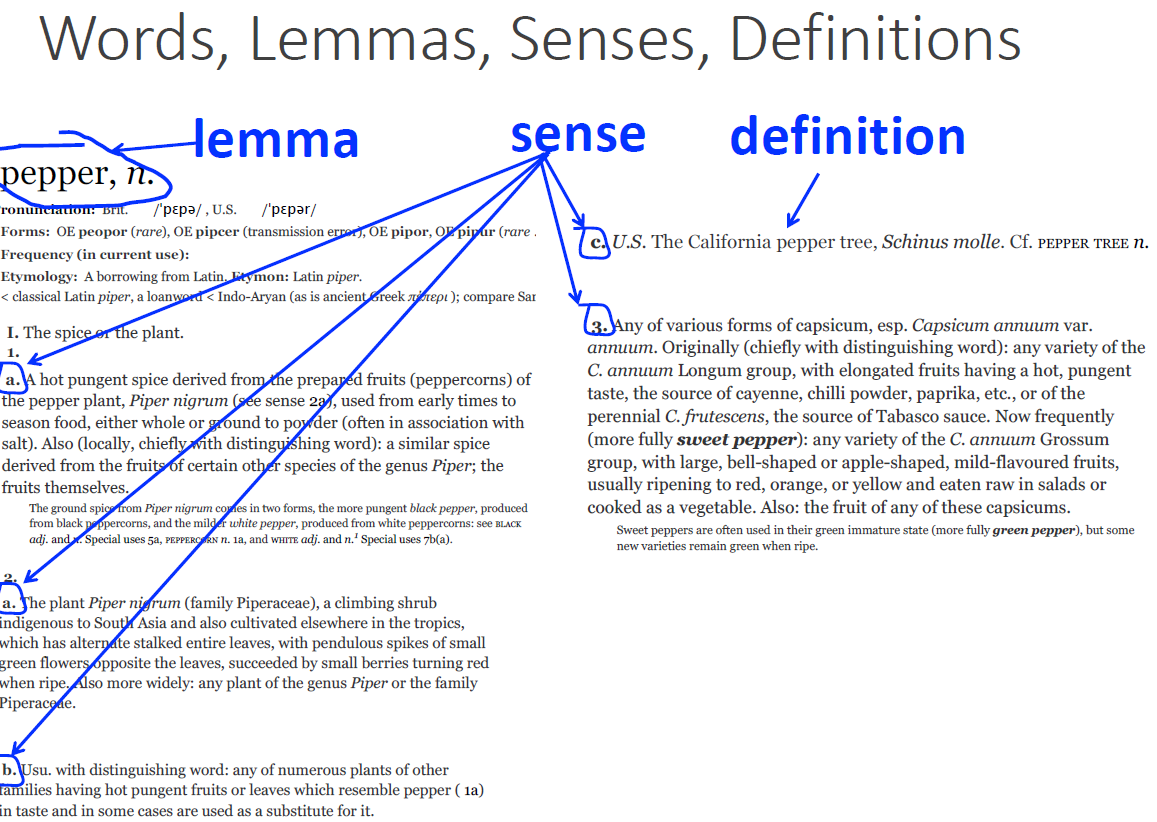 Words, Lemmas, Senses, Definitions
lemma
sense
definition
pepper, n.
ronunciation: Brit. /ˈpɛpə/ , U.S. /ˈpɛpər/
Forms: OE peopor (rare), OE pipcer (transmission error), OE pipor, OE pipur (rare .
Frequency (in current use):
Etymology: A borrowing from Latin. Etymon: Latin piper.
< classical Latin piper, a loanword < Indo-Aryan (as is ancient Greek πέπερι ); compare Sar
I. The spice or the plant.
1.
a. A hot pungent spice derived from the prepared fruits (peppercorns) of
the pepper plant, Piper nigrum (see sense 2a), used from early times to
season food, either whole or ground to powder (often in association with
salt). Also (locally, chiefly with distinguishing word): a similar spice
derived from the fruits of certain other species of the genus Piper; the
fruits themselves.
The ground spice from Piper nigrum comes in two forms, the more pungent black pepper, produced
from black peppercorns, and the milder white pepper, produced from white peppercorns: see BLACK
adj. and n. Special uses 5a, PEPPERCORN n. 1a, and WHITE adj. and n.¹ Special uses 7b(a).
2.
a. The plant Piper nigrum (family Piperaceae), a climbing shrub
indigenous to South Asia and also cultivated elsewhere in the tropics,
which has alternate stalked entire leaves, with pendulous spikes of small
green flowers opposite the leaves, succeeded by small berries turning red
when ripe. Also more widely: any plant of the genus Piper or the family
Piperaceae.
b. Usu. with distinguishing word: any of numerous plants of other
families having hot pungent fruits or leaves which resemble pepper ( 1a)
in taste and in some cases are used as a substitute for it.
c. U.S. The California pepper tree, Schinus molle. Cf. PEPPER TREE n.
3. Any of various forms of capsicum, esp. Capsicum annuum var.
annuum. Originally (chiefly with distinguishing word): any variety of the
C. annuum Longum group, with elongated fruits having a hot, pungent
taste, the source of cayenne, chilli powder, paprika, etc., or of the
perennial C. frutescens, the source of Tabasco sauce. Now frequently
(more fully sweet pepper): any variety of the C. annuum Grossum
group, with large, bell-shaped or apple-shaped, mild-flavoured fruits,
usually ripening to red, orange, or yellow and eaten raw in salads or
cooked as a vegetable. Also: the fruit of any of these capsicums.
Sweet peppers are often used in their green immature state (more fully green pepper), but some
new varieties remain green when ripe.